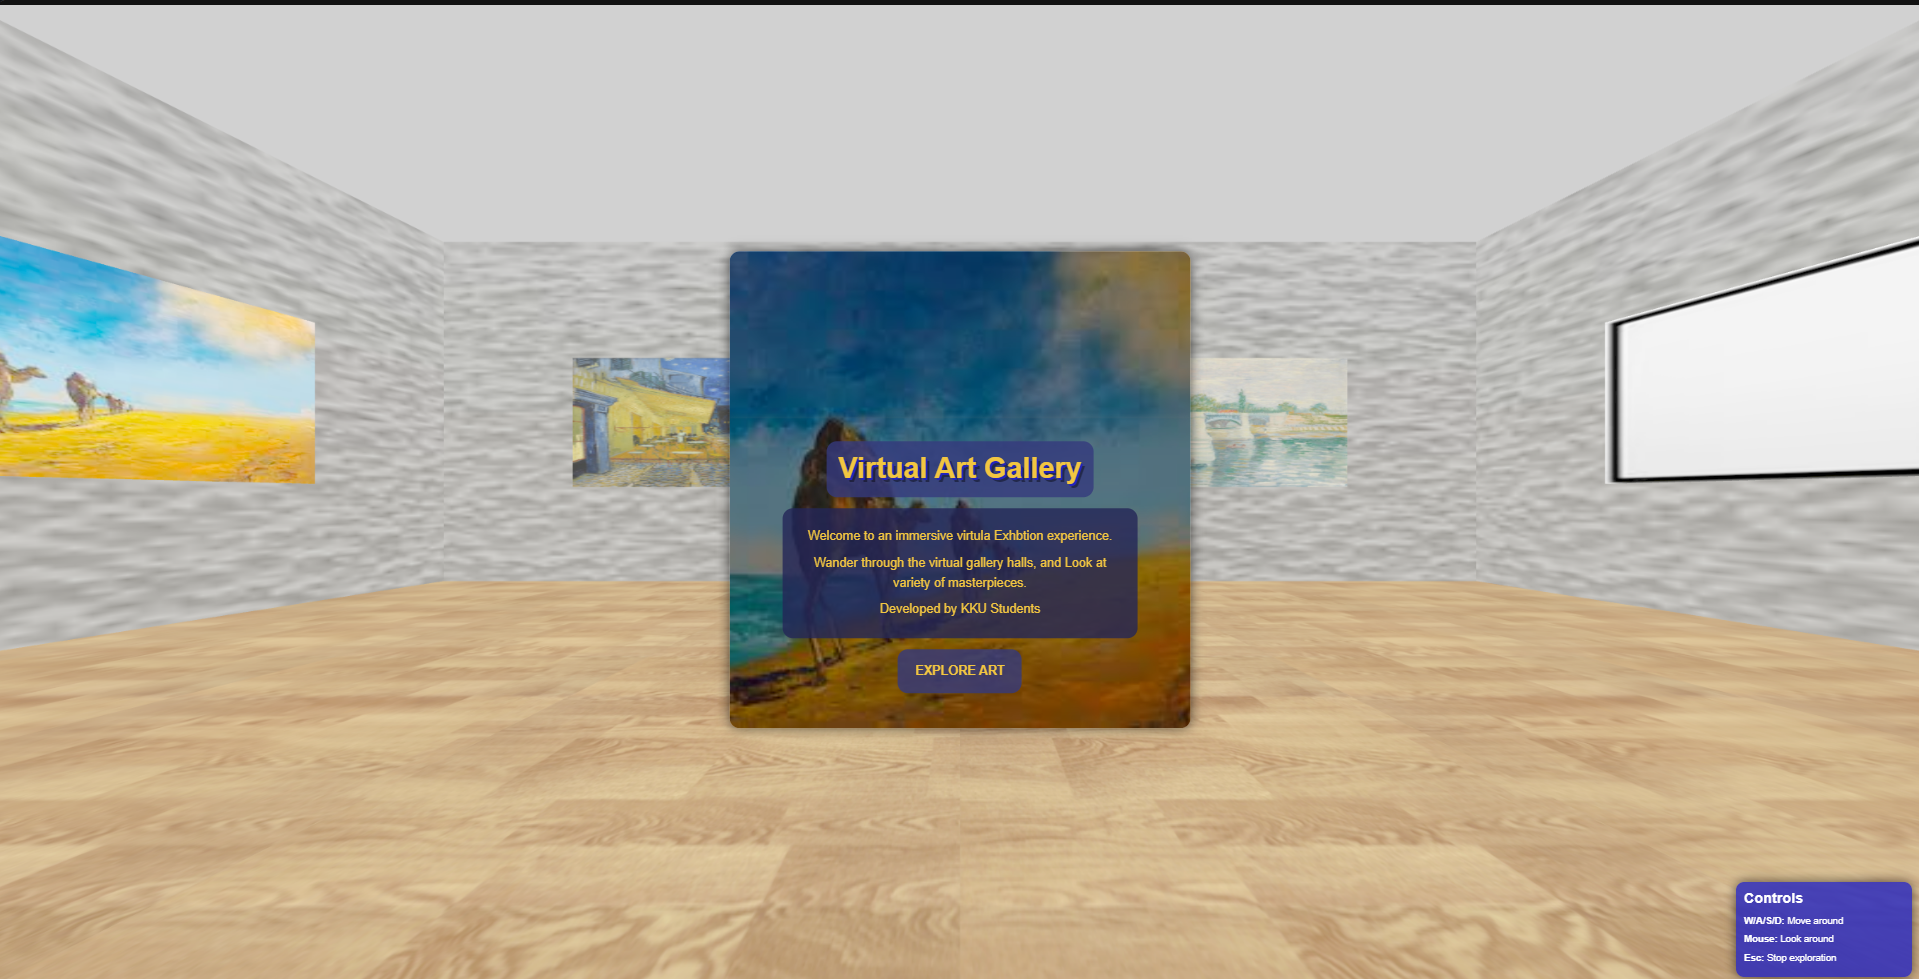 Virtual Art Gallery
Welcome to an immersive virtula Exhbtion experience.
Wander through the virtual gallery halls, and Look at
variety of masterpieces.
Developed by KKU Students
EXPLORE ART
Controls
W/A/S/D: Move around
Mouse: Look around
Esc: Stop exploration